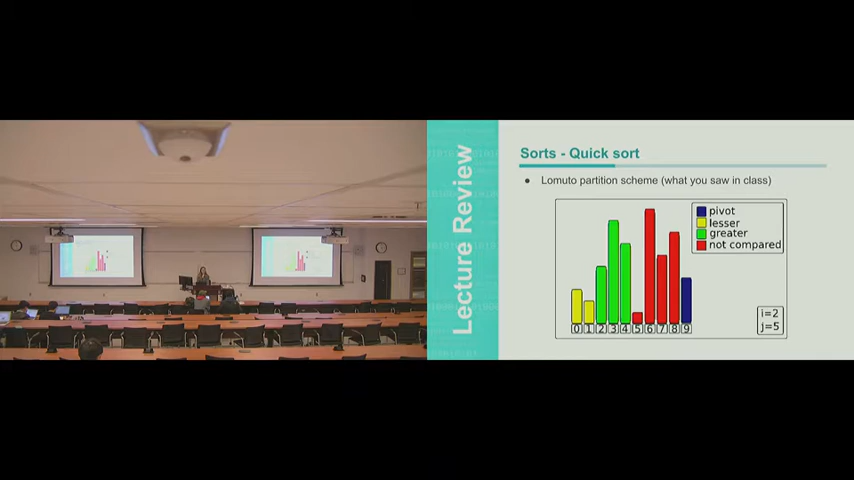 Lecture Review
Sorts - Quick sort
● Lomuto partition scheme (what you saw in class)
pivot
lesser
greater
not compared
0 1 2 3 4 5 6 7 8 9
i=2
j=5